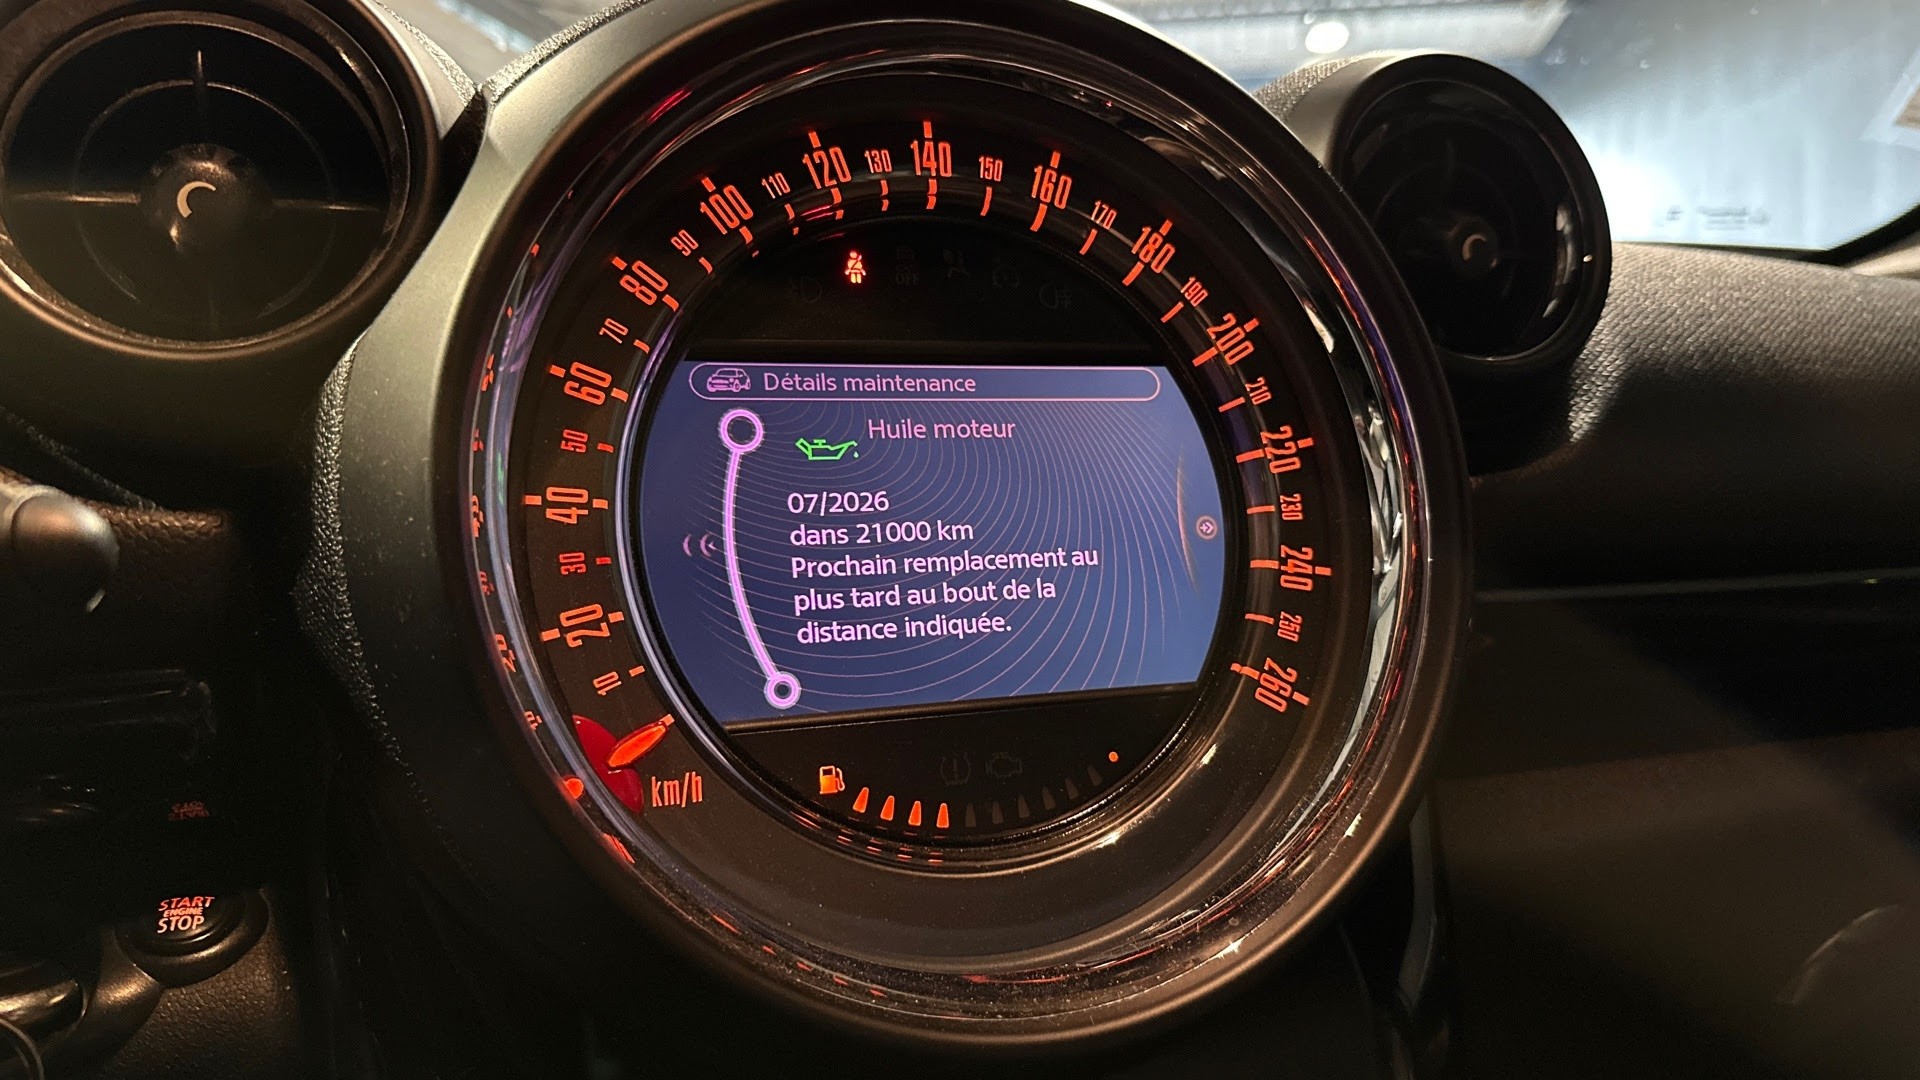 10
20
30
40
50
60
70
80
90
100
110
120
130
140
150
160
170
180
190
200
210
220
230
240
250
260
km/h
OFF
Détails maintenance
Huile moteur
07/2026
dans 21000 km
Prochain remplacement au
plus tard au bout de la
distance indiquée.
START
ENGINE
STOP